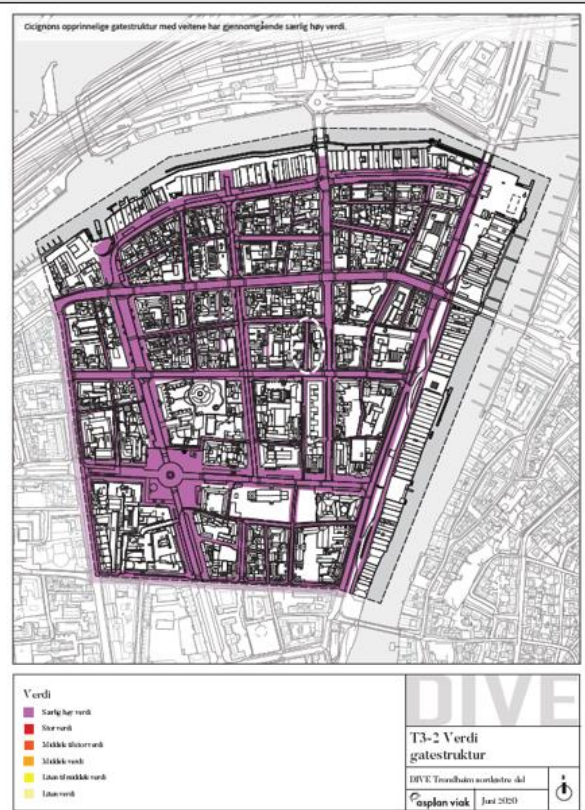 Cicignons opprinnelige gatestruktur med veitene har gjennomgående særlig høy verdi.
Verdi
Særlig høy verdi
Stor verdi
Middels til stor verdi
Middels verdi
Liten til middels verdi
Liten verdi
DIVE
T3-2 Verdi
gatestruktur
DIVE Trondheim nordøstre del
asplan viak
Juni 2020